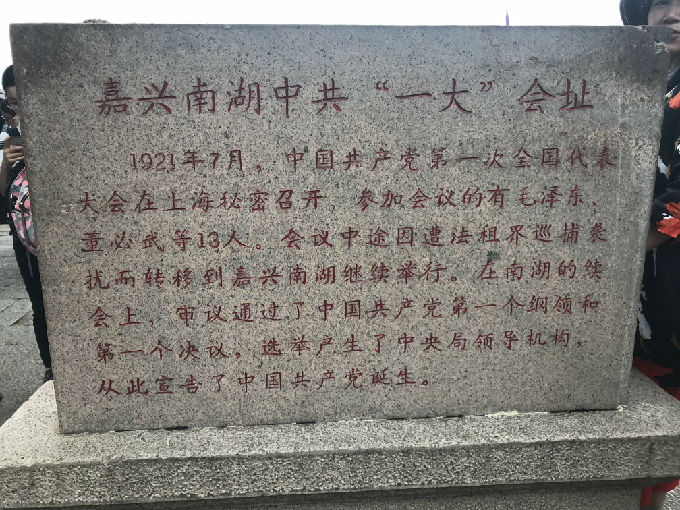 嘉兴南湖中共“一大”会址
1921年7月，中国共产党第一次全国代表
大会在上海秘密召开，参加会议的有毛泽东、
董必武等13人。会议中途因遭法租界巡捕袭
扰而转移到嘉兴南湖继续举行。在南湖的续
会上，审议通过了中国共产党第一个纲领和
第一个决议，选举产生了中央局领导机构，
从此宣告了中国共产党诞生。